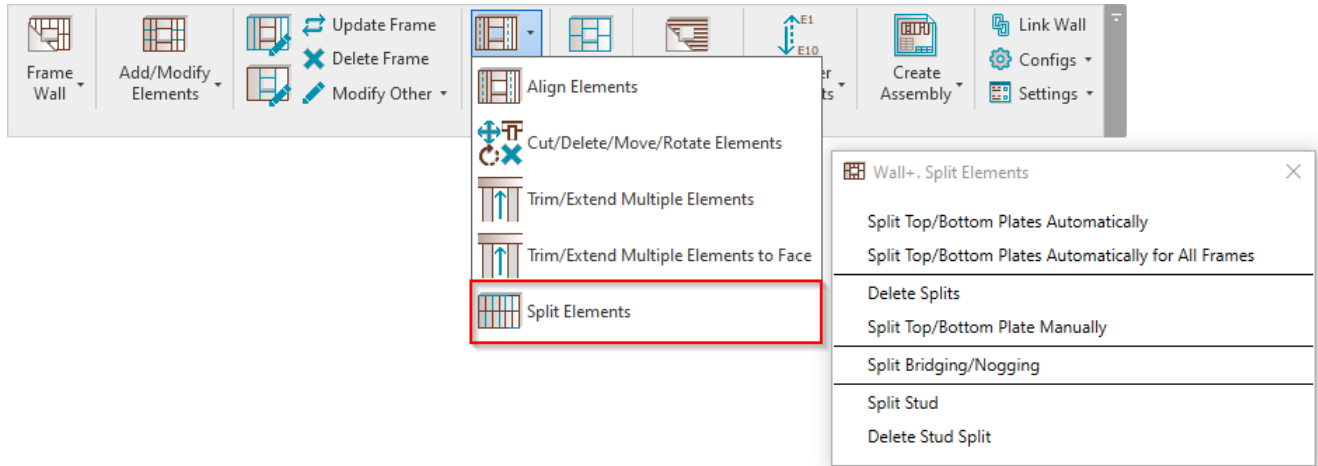 Frame
Wall
Add/Modify
Elements
Update Frame
Delete Frame
Modify Other
E1
E10
Create
Assembly
Link Wall
Configs
Settings
Align Elements
Cut/Delete/Move/Rotate Elements
Trim/Extend Multiple Elements
Trim/Extend Multiple Elements to Face
Split Elements
Wall+. Split Elements
Split Top/Bottom Plates Automatically
Split Top/Bottom Plates Automatically for All Frames
Delete Splits
Split Top/Bottom Plate Manually
Split Bridging/Nogging
Split Stud
Delete Stud Split